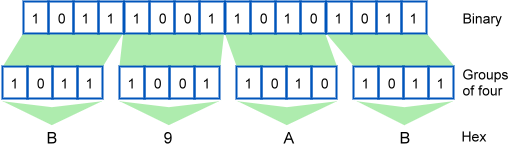 1 0 1 1 1 0 0 1 1 0 1 0 1 0 1 1 Binary
1 0 1 1 1 0 0 1 1 0 1 0 1 0 1 1 Groups
of four
B 9 A B Hex